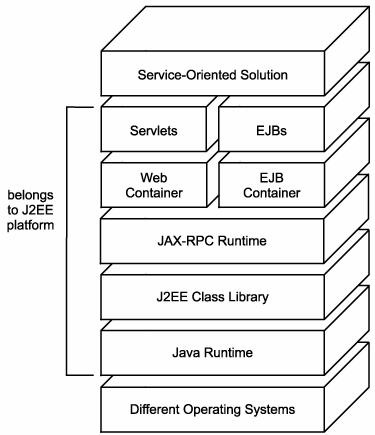 Service-Oriented Solution
Servlets
EJBs
Web
Container
EJB
Container
belongs
to J2EE
platform
JAX-RPC Runtime
J2EE Class Library
Java Runtime
Different Operating Systems